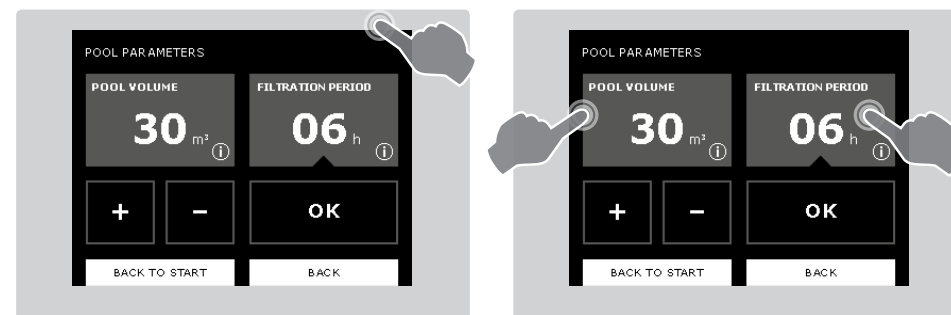 POOL PARAMETERS
POOL VOLUME
30 m³
i
FILTRATION PERIOD
06 h
i
+
-
OK
BACK TO START
BACK
POOL PARAMETERS
POOL VOLUME
30 m³
i
FILTRATION PERIOD
06 h
i
+
-
OK
BACK TO START
BACK